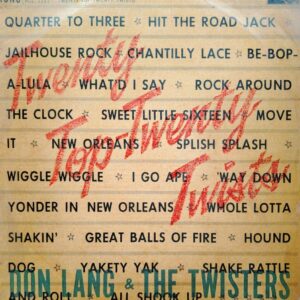 QUARTER TO THREE * HIT THE ROAD JACK
JAILHOUSE ROCK * CHANTILLY LACE * BE-BOP-
A-LULA * WHAT'D I SAY * ROCK AROUND
THE CLOCK * SWEET LITTLE SIXTEEN * MOVE
IT * NEW ORLEANS * SPLISH SPLASH *
WIGGLE WIGGLE * I GO APE * 'WAY DOWN
YONDER IN NEW ORLEANS * WHOLE LOTTA
SHAKIN' * GREAT BALLS OF FIRE * HOUND
DOG * YAKETY YAK * SHAKE RATTLE
AND ROLL * ALL SHOOK UP
Twenty
Top-Twenty
Twists
DON LANG & THE TWISTERS